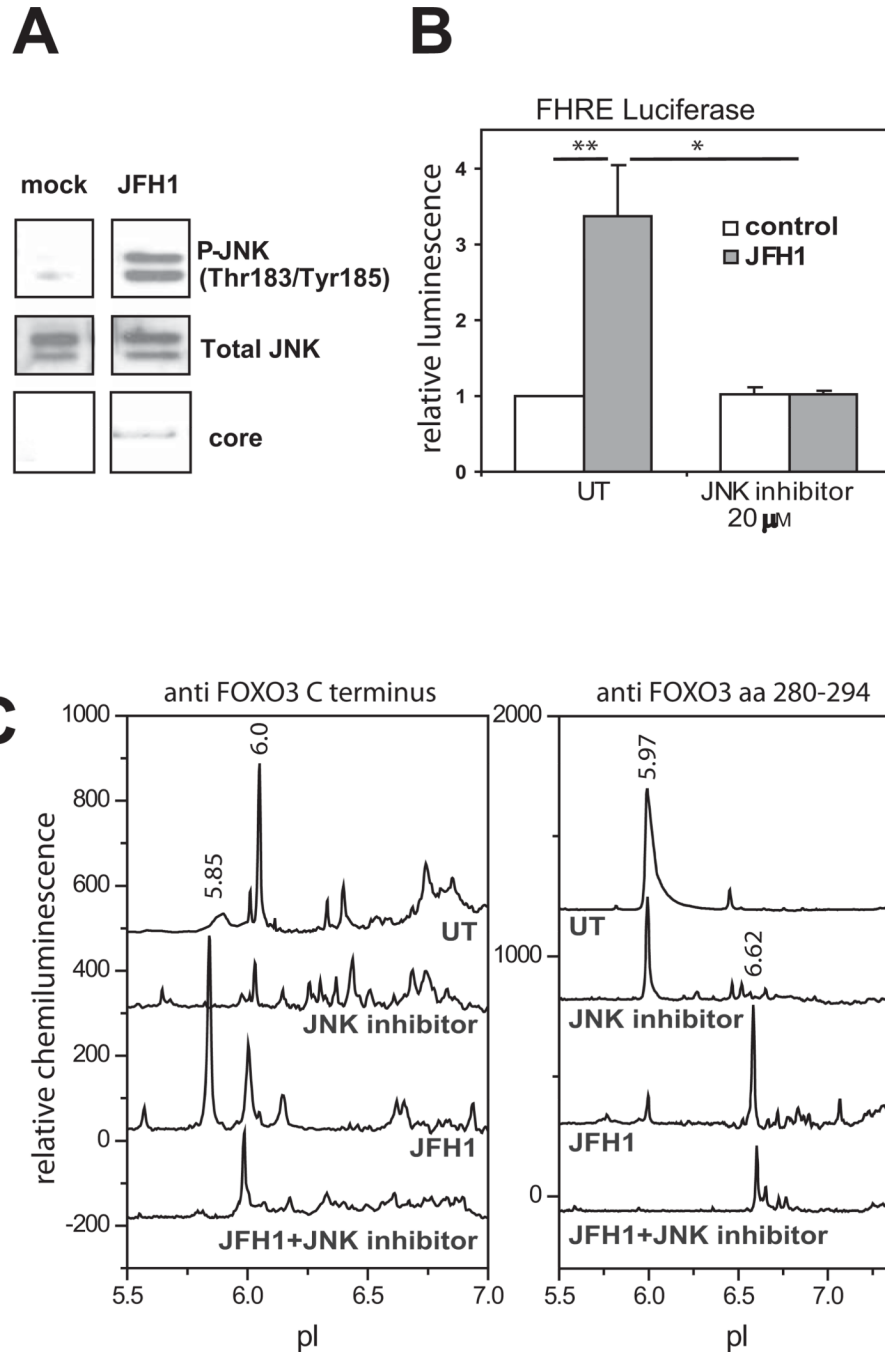 A
B
mock JFH1
P-JNK
(Thr183/Tyr185)
Total JNK
core
FHRE Luciferase
** *
control
JFH1
relative luminescence
4
3
2
1
0
UT
JNK inhibitor
20 µM
C
anti FOXO3 C terminus
relative chemiluminescence
1000
800
600
400
200
0
-200
5.85
6.0
UT
JNK inhibitor
JFH1
JFH1+JNK inhibitor
5.5 6.0 6.5 7.0
pI
anti FOXO3 aa 280-294
2000
1000
0
5.97
6.62
UT
JNK inhibitor
JFH1
JFH1+JNK inhibitor
5.5 6.0 6.5 7.0
pI